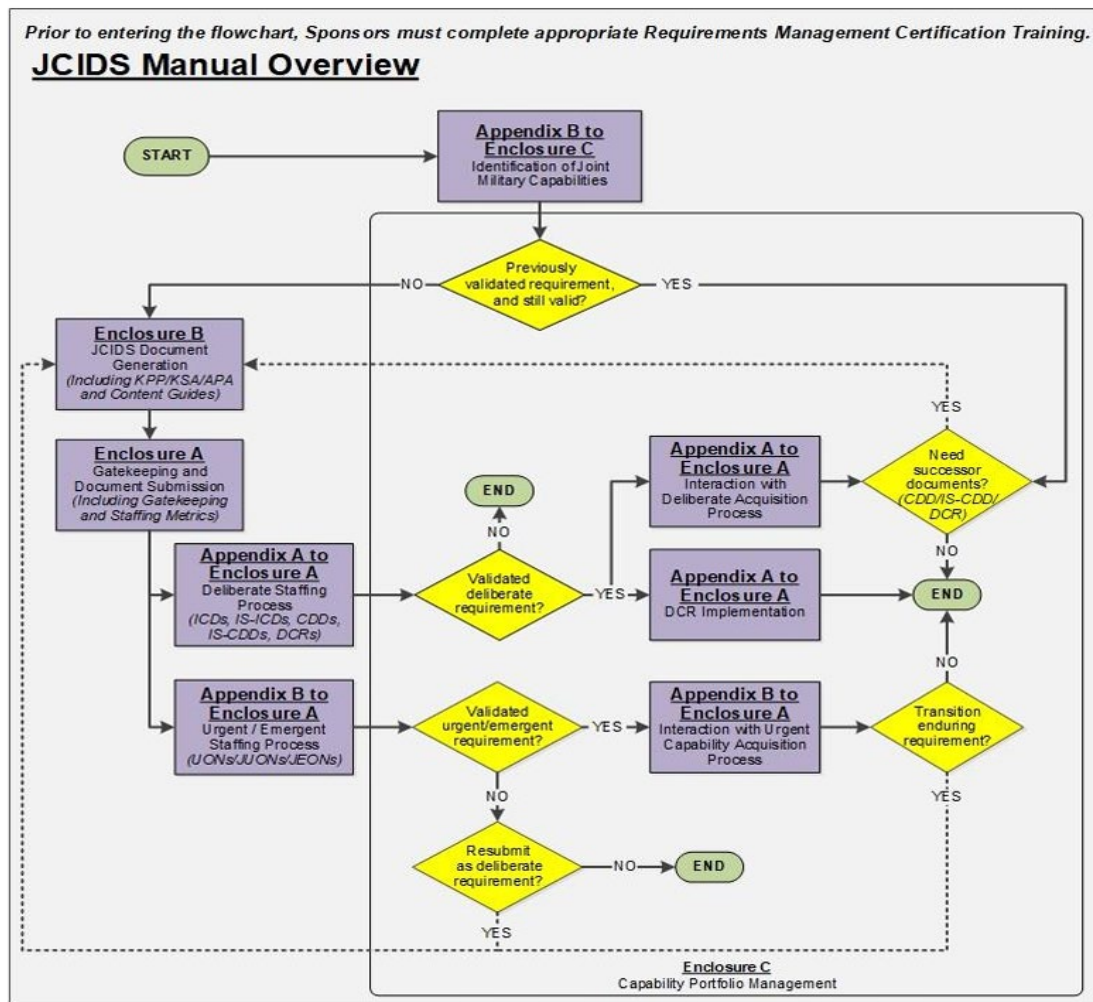 Prior to entering the flowchart, Sponsors must complete appropriate Requirements Management Certification Training.
JCIDS Manual Overview
START
Appendix B to
Enclosure C
Identification of Joint
Military Capabilities
Previously
validated requirement,
and still valid?
NO
YES
Enclosure B
JCIDS Document
Generation
(Including KPP/KSA/APA
and Content Guides)
YES
Enclosure A
Gatekeeping and
Document Submission
(Including Gatekeeping
and Staffing Metrics)
Appendix A to
Enclosure A
Interaction with
Deliberate Acquisition
Process
Need
successor
documents?
(CDD/IS-CDD/
DCR)
END
NO
Appendix A to
Enclosure A
Deliberate Staffing
Process
(ICDs, IS-ICDs, CDDs,
IS-CDDs, DCRs)
Validated
deliberate
requirement?
YES
Appendix A to
Enclosure A
DCR Implementation
NO
END
NO
Appendix B to
Enclosure A
Urgent / Emergent
Staffing Process
(UONs/JUONs/JEONs)
Validated
urgent/emergent
requirement?
YES
Appendix B to
Enclosure A
Interaction with Urgent
Capability Acquisition
Process
Transition
enduring
requirement?
NO
YES
Resubmit
as deliberate
requirement?
NO
END
YES
Enclosure C
Capability Portfolio Management